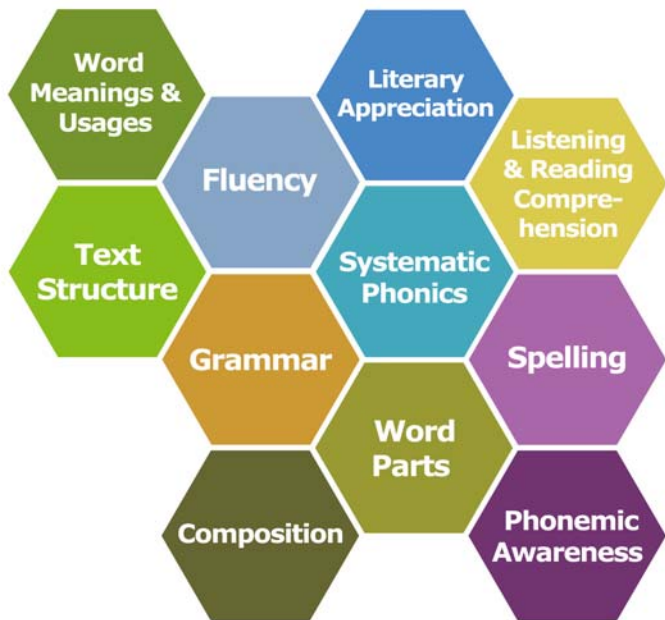 Word
Meanings &
Usages
Literary
Appreciation
Fluency
Listening
& Reading
Compre-
hension
Text
Structure
Systematic
Phonics
Grammar
Spelling
Word
Parts
Composition
Phonemic
Awareness